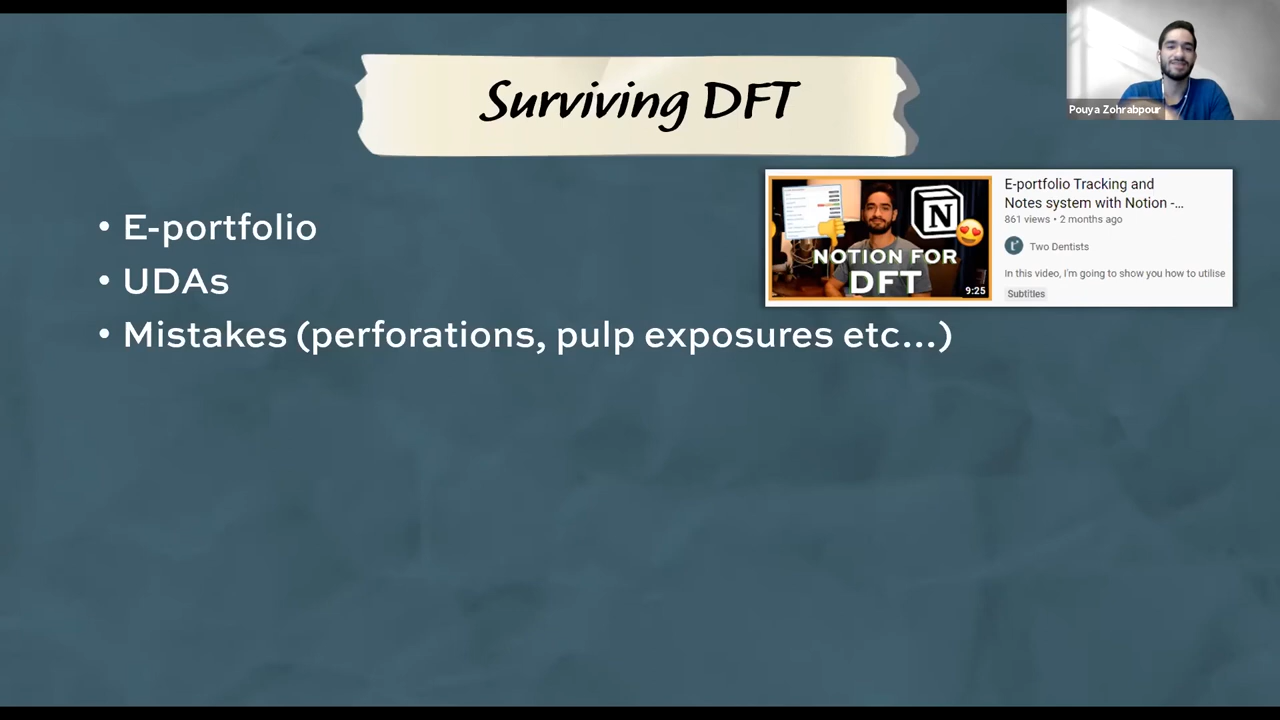 Surviving DFT
Pouya Zohrabpour
• E-portfolio
• UDAs
• Mistakes (perforations, pulp exposures etc...)
NOTION FOR
DFT
N
9:25
E-portfolio Tracking and
Notes system with Notion -...
861 views • 2 months ago
Two Dentists
In this video, I'm going to show you how to utilise
Subtitles